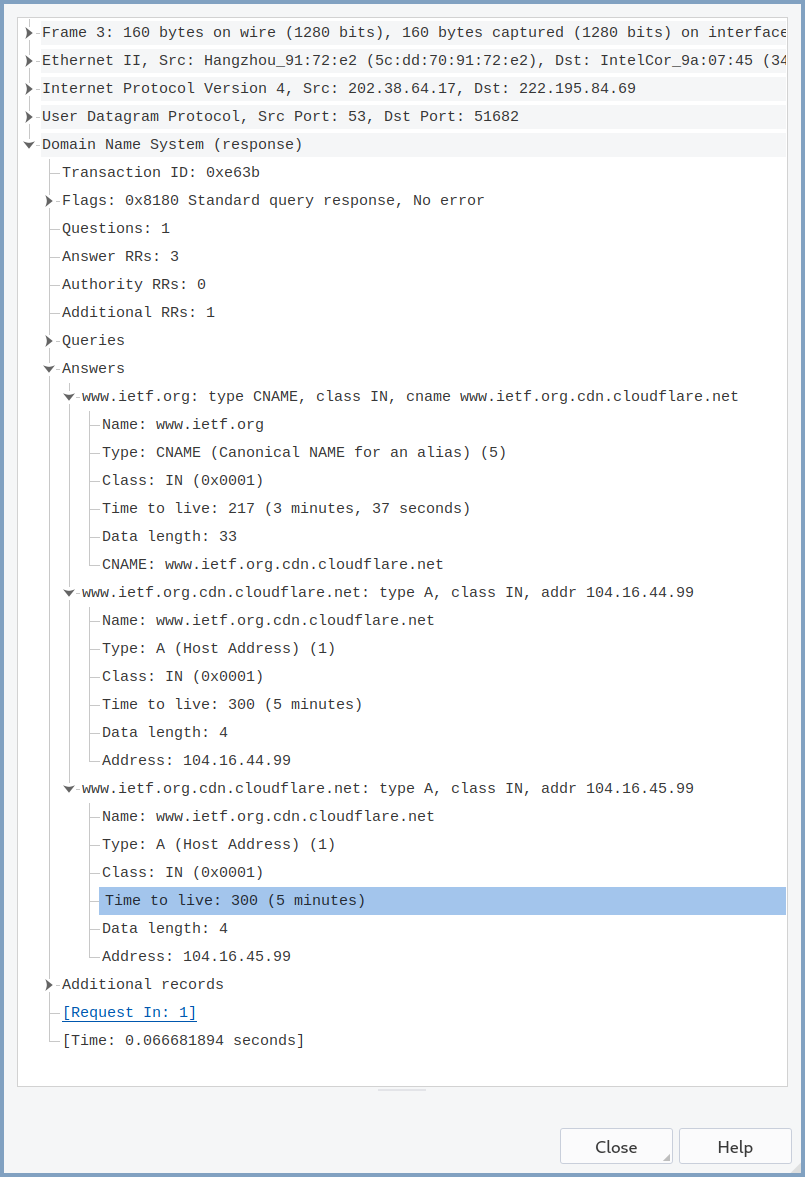 Frame 3: 160 bytes on wire (1280 bits), 160 bytes captured (1280 bits) on interface
Ethernet II, Src: Hangzhou_91:72:e2 (5c:dd:70:91:72:e2), Dst: IntelCor_9a:07:45 (34
Internet Protocol Version 4, Src: 202.38.64.17, Dst: 222.195.84.69
User Datagram Protocol, Src Port: 53, Dst Port: 51682
Domain Name System (response)
Transaction ID: 0xe63b
Flags: 0x8180 Standard query response, No error
Questions: 1
Answer RRs: 3
Authority RRs: 0
Additional RRs: 1
Queries
Answers
www.ietf.org: type CNAME, class IN, cname www.ietf.org.cdn.cloudflare.net
Name: www.ietf.org
Type: CNAME (Canonical NAME for an alias) (5)
Class: IN (0x0001)
Time to live: 217 (3 minutes, 37 seconds)
Data length: 33
CNAME: www.ietf.org.cdn.cloudflare.net
www.ietf.org.cdn.cloudflare.net: type A, class IN, addr 104.16.44.99
Name: www.ietf.org.cdn.cloudflare.net
Type: A (Host Address) (1)
Class: IN (0x0001)
Time to live: 300 (5 minutes)
Data length: 4
Address: 104.16.44.99
www.ietf.org.cdn.cloudflare.net: type A, class IN, addr 104.16.45.99
Name: www.ietf.org.cdn.cloudflare.net
Type: A (Host Address) (1)
Class: IN (0x0001)
Time to live: 300 (5 minutes)
Data length: 4
Address: 104.16.45.99
Additional records
[Request In: 1]
[Time: 0.066681894 seconds]
Close Help